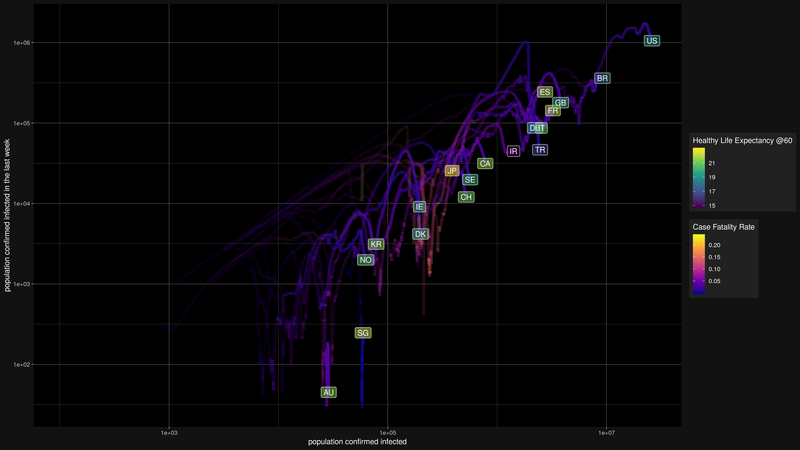 1e+06
1e+05
1e+04
1e+03
1e+02
population confirmed infected in the last week
US
BR
ES
GB
FR
IT
IR
TR
CA
JP
SE
CH
IE
DK
KR
NO
SG
AU
1e+03
1e+05
1e+07
population confirmed infected
Healthy Life Expectancy @60
21
19
17
15
Case Fatality Rate
0.20
0.15
0.10
0.05